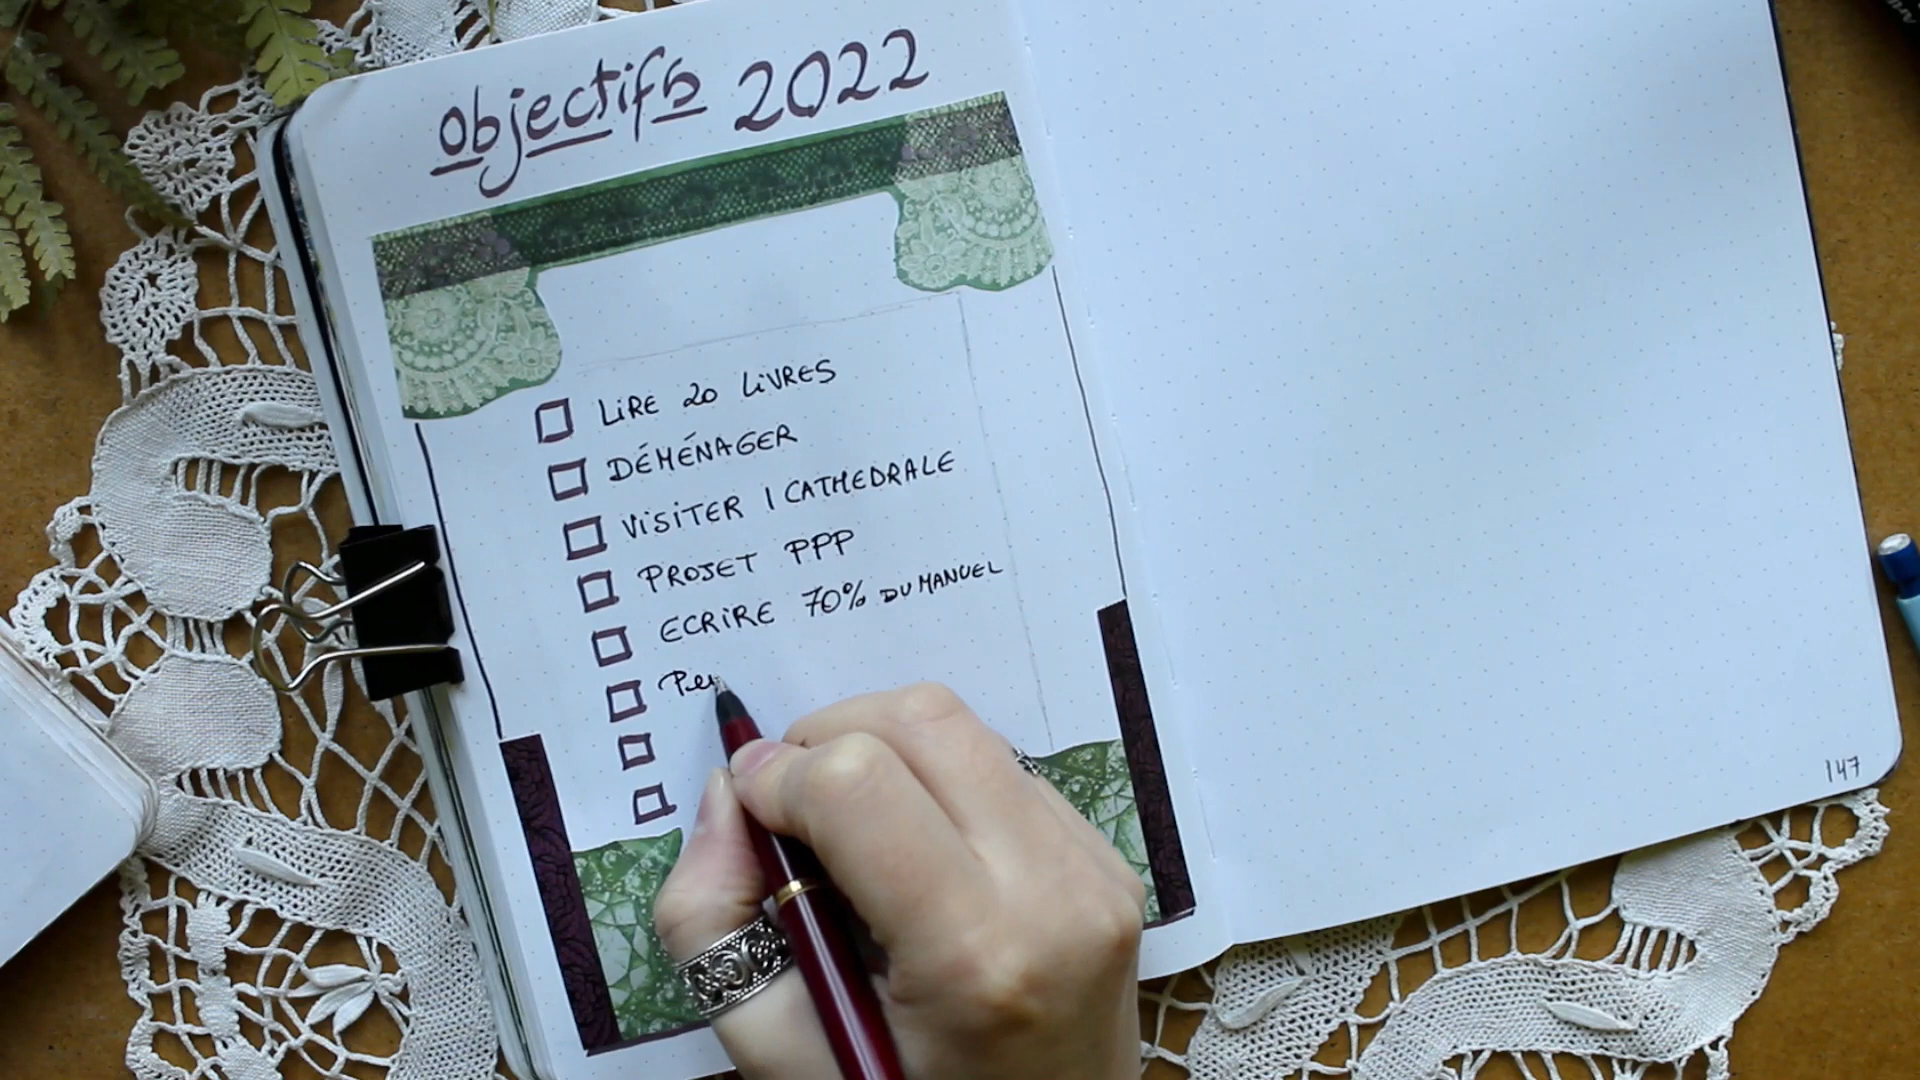 objectifs 2022
LiRE 20 LiVRES
DÉMÉNAGER
ViSiTER 1 CATHEDRALE
PROJET PPP
ECRiRE 70% DU MANUEL
147